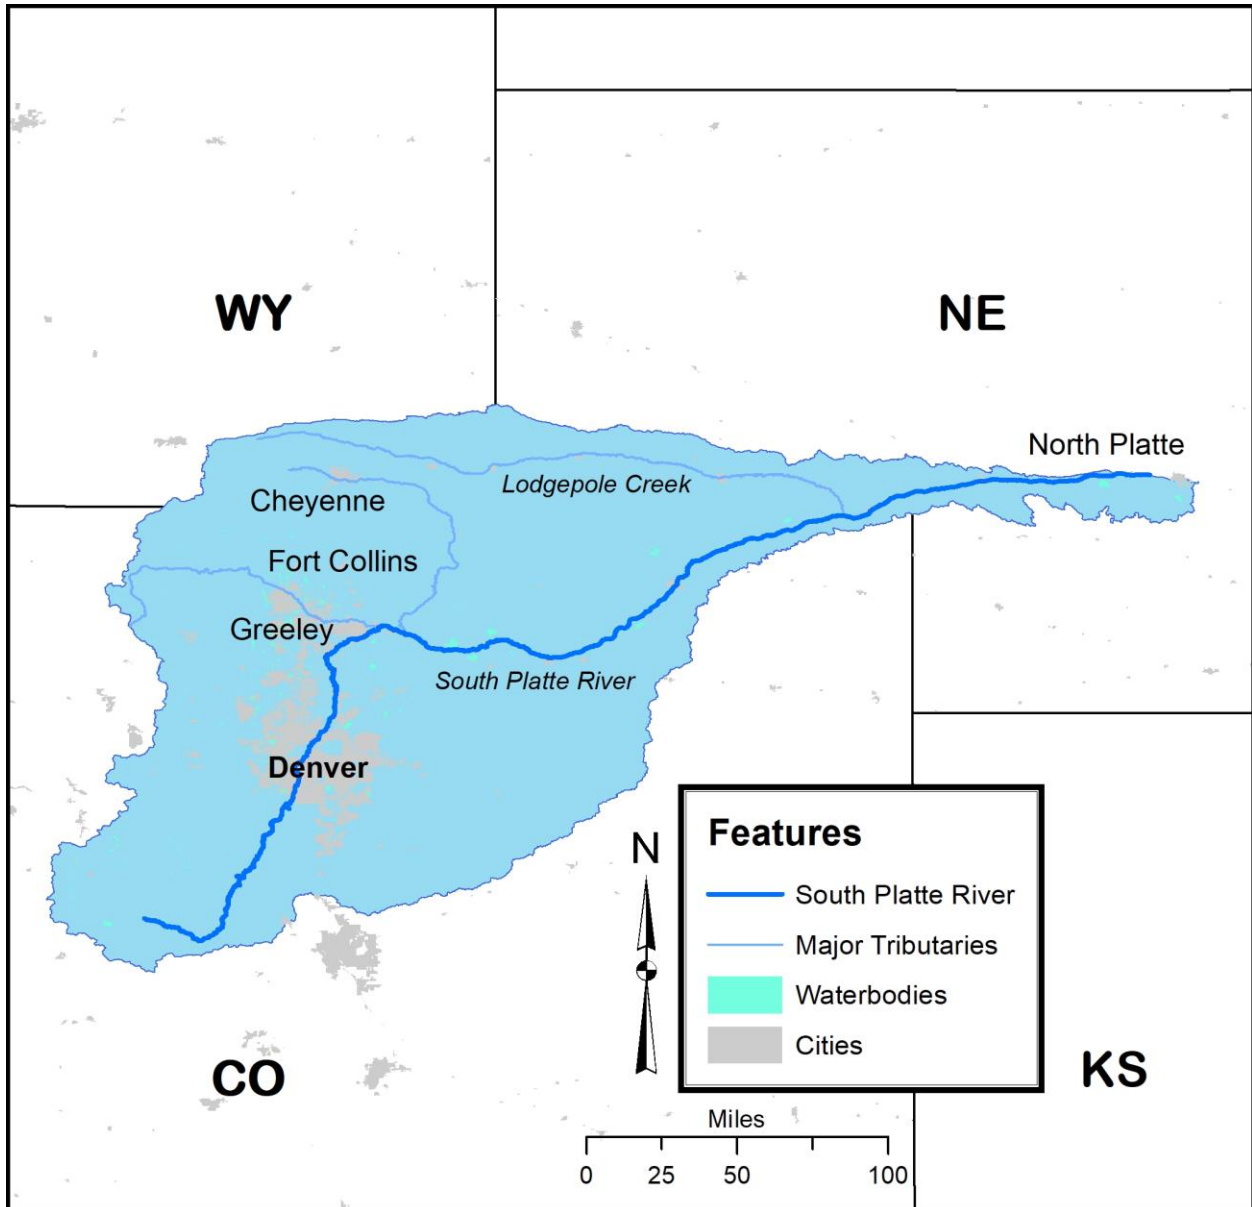 WY
NE
North Platte
Lodgepole Creek
Cheyenne
Fort Collins
Greeley
South Platte River
Denver
N
Features
South Platte River
Major Tributaries
Waterbodies
Cities
CO
KS
Miles
0 25 50 100